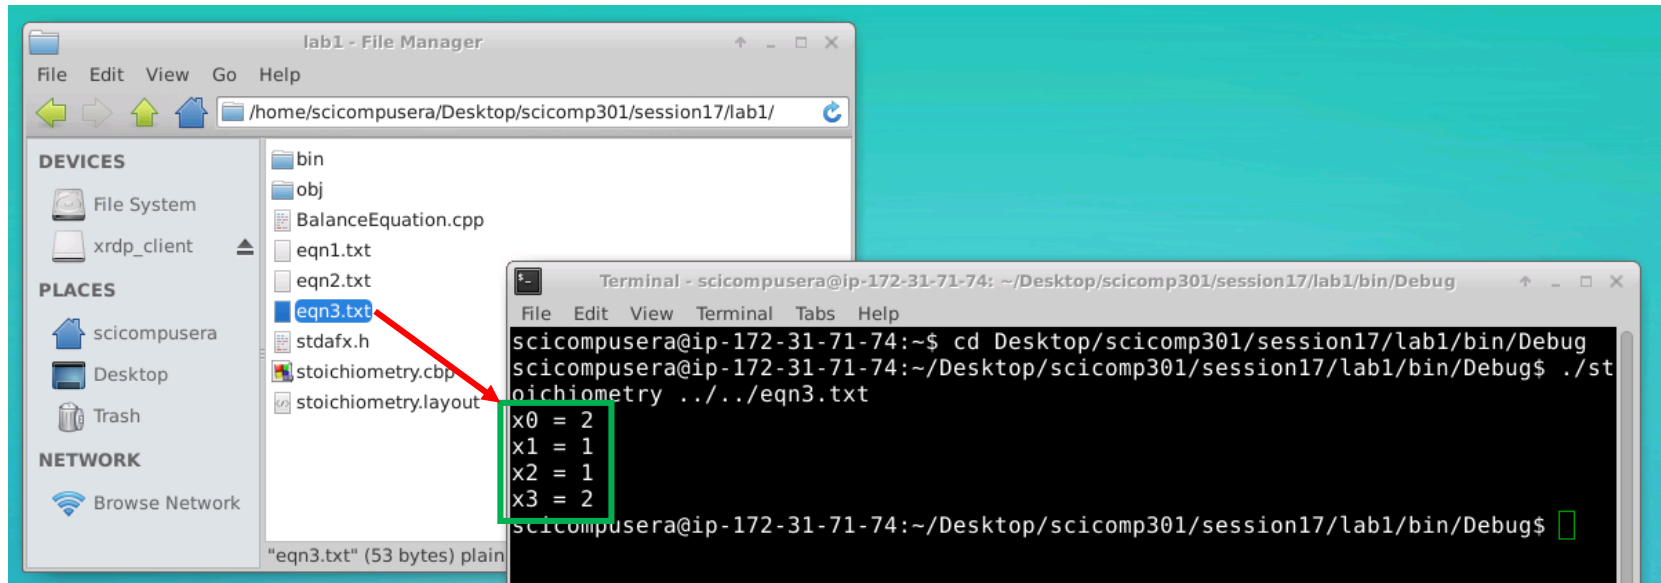 lab1 - File Manager
File Edit View Go Help
/home/scicompusera/Desktop/scicomp301/session17/lab1/
DEVICES
File System
xrdp_client
PLACES
scicompusera
Desktop
Trash
NETWORK
Browse Network
bin
obj
BalanceEquation.cpp
eqn1.txt
eqn2.txt
eqn3.txt
stdafx.h
stoichiometry.cbp
stoichiometry.layout
"eqn3.txt" (53 bytes) plain
Terminal - scicompusera@ip-172-31-71-74: ~/Desktop/scicomp301/session17/lab1/bin/Debug
File Edit View Terminal Tabs Help
scicompusera@ip-172-31-71-74:~$ cd Desktop/scicomp301/session17/lab1/bin/Debug
scicompusera@ip-172-31-71-74:~/Desktop/scicomp301/session17/lab1/bin/Debug$ ./st
oichiometry ../../eqn3.txt
x0 = 2
x1 = 1
x2 = 1
x3 = 2
scicompusera@ip-172-31-71-74:~/Desktop/scicomp301/session17/lab1/bin/Debug$